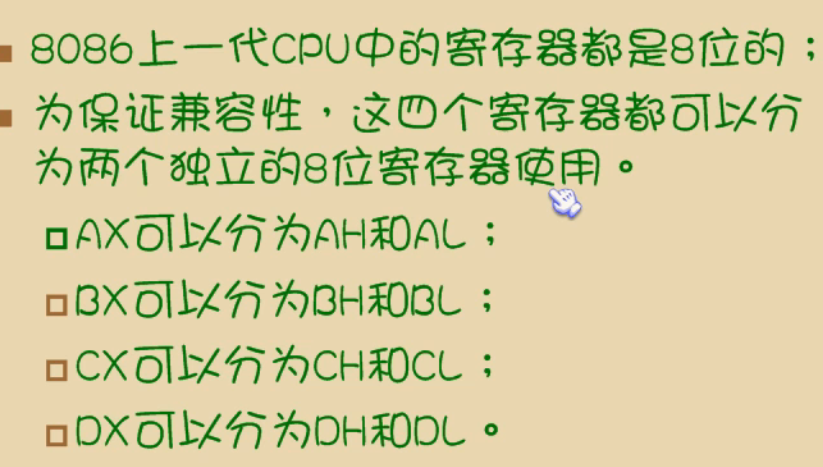 8086上一代CPU中的寄存器都是8位的；
为保证兼容性，这四个寄存器都可以分
为两个独立的8位寄存器使用。
AX可以分为AH和AL；
BX可以分为BH和BL；
CX可以分为CH和CL；
DX可以分为DH和DL。